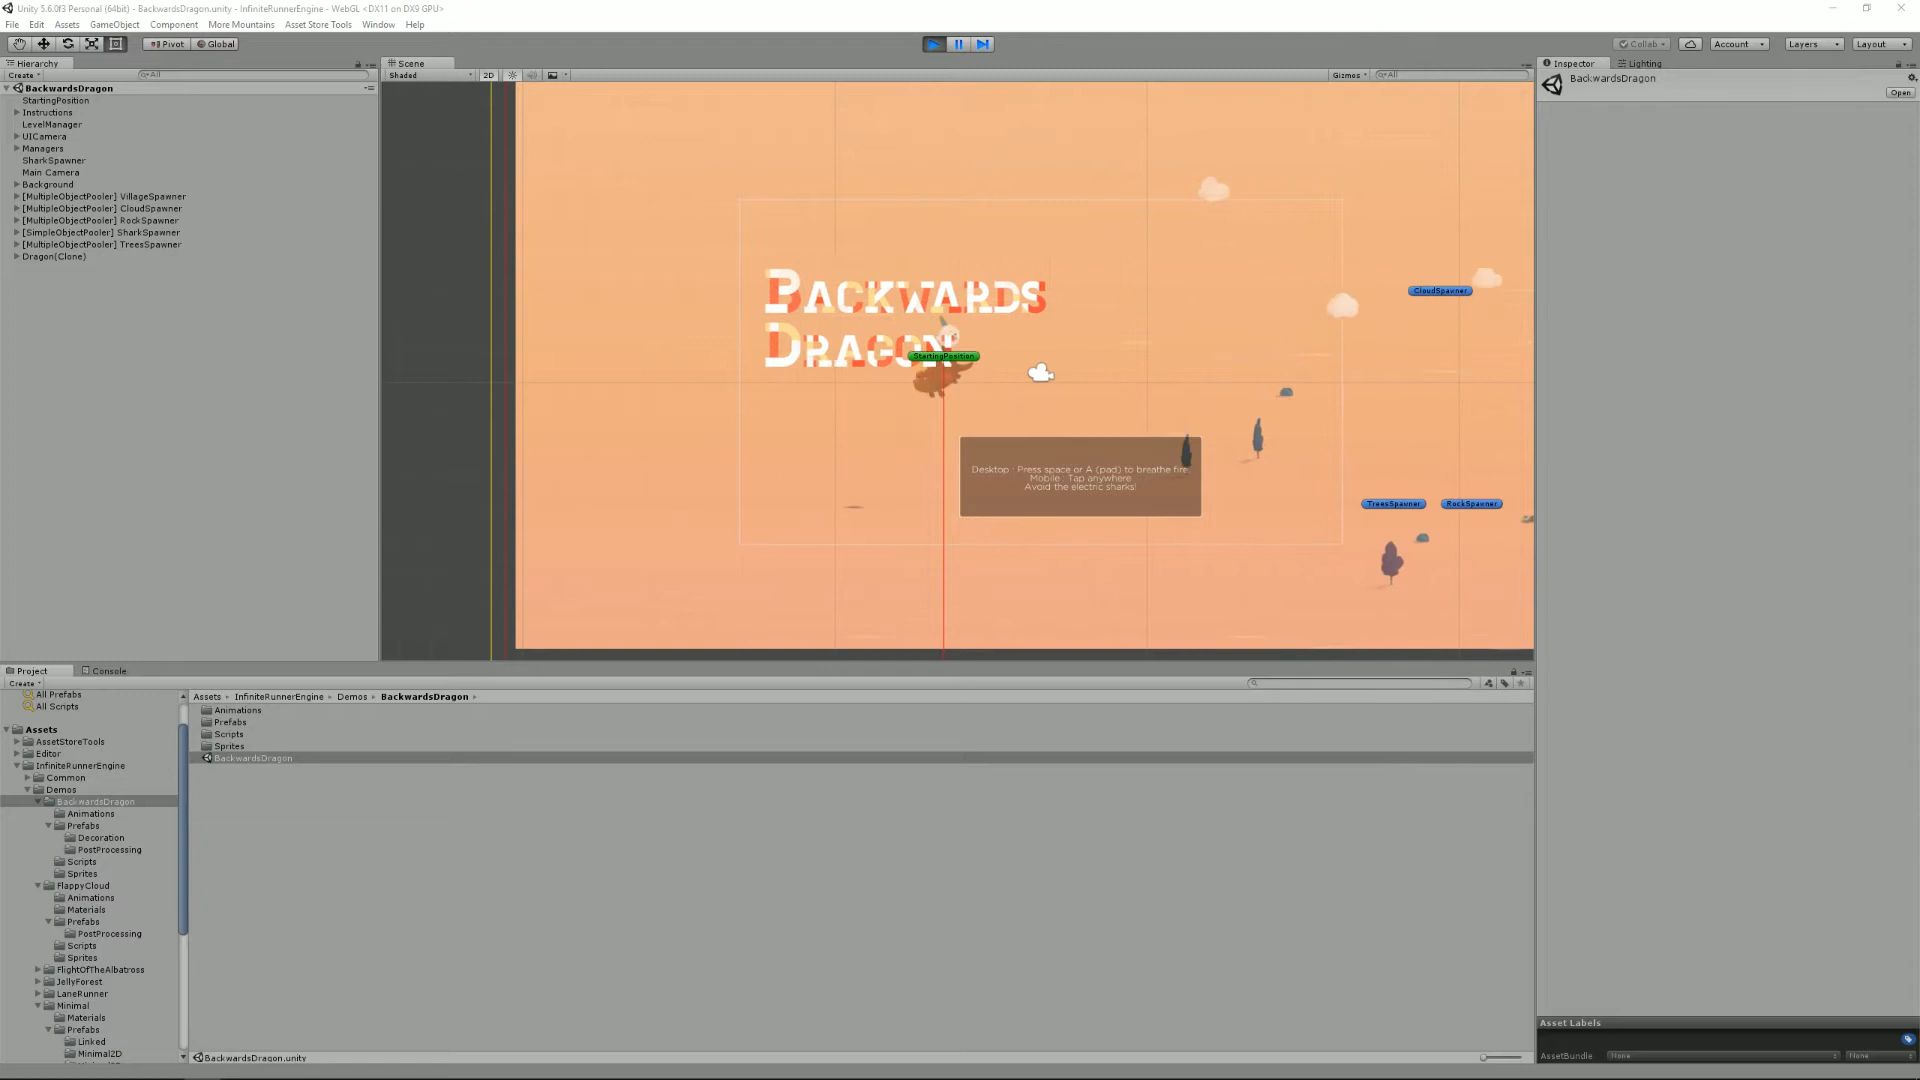 Unity 5.6.0f3 Personal (64bit) - BackwardsDragon.unity - InfiniteRunnerEngine - WebGL <DX11 on DX9 GPU>
File Edit Assets GameObject Component More Mountains Asset Store Tools Window Help
Pivot Global Collab Account Layers Layout
Hierarchy Scene Inspector Lighting
Create All Shaded 2D Gizmos All
BackwardsDragon
Open
BackwardsDragon
StartingPosition
Instructions
LevelManager
UICamera
Managers
SharkSpawner
Main Camera
Background
[MultipleObjectPooler] VillageSpawner
[MultipleObjectPooler] CloudSpawner
[MultipleObjectPooler] RockSpawner
[SimpleObjectPooler] SharkSpawner
[MultipleObjectPooler] TreesSpawner
Dragon(Clone)
BACKWARDS
DRAGON
StartingPosition
CloudSpawner
Desktop : Press space or A (pad) to breathe fire.
Mobile : Tap anywhere
Avoid the electric sharks!
TreesSpawner RockSpawner
Project Console
Create
All Prefabs
All Scripts
Assets
AssetStoreTools
Editor
InfiniteRunnerEngine
Common
Demos
BackwardsDragon
Animations
Prefabs
Decoration
PostProcessing
Scripts
Sprites
FlappyCloud
Animations
Materials
Prefabs
PostProcessing
Scripts
Sprites
FlightOfTheAlbatross
JellyForest
LaneRunner
Minimal
Materials
Prefabs
Linked
Minimal2D
Assets InfiniteRunnerEngine Demos BackwardsDragon
Animations
Prefabs
Scripts
Sprites
BackwardsDragon
BackwardsDragon.unity
Asset Labels
AssetBundle None None